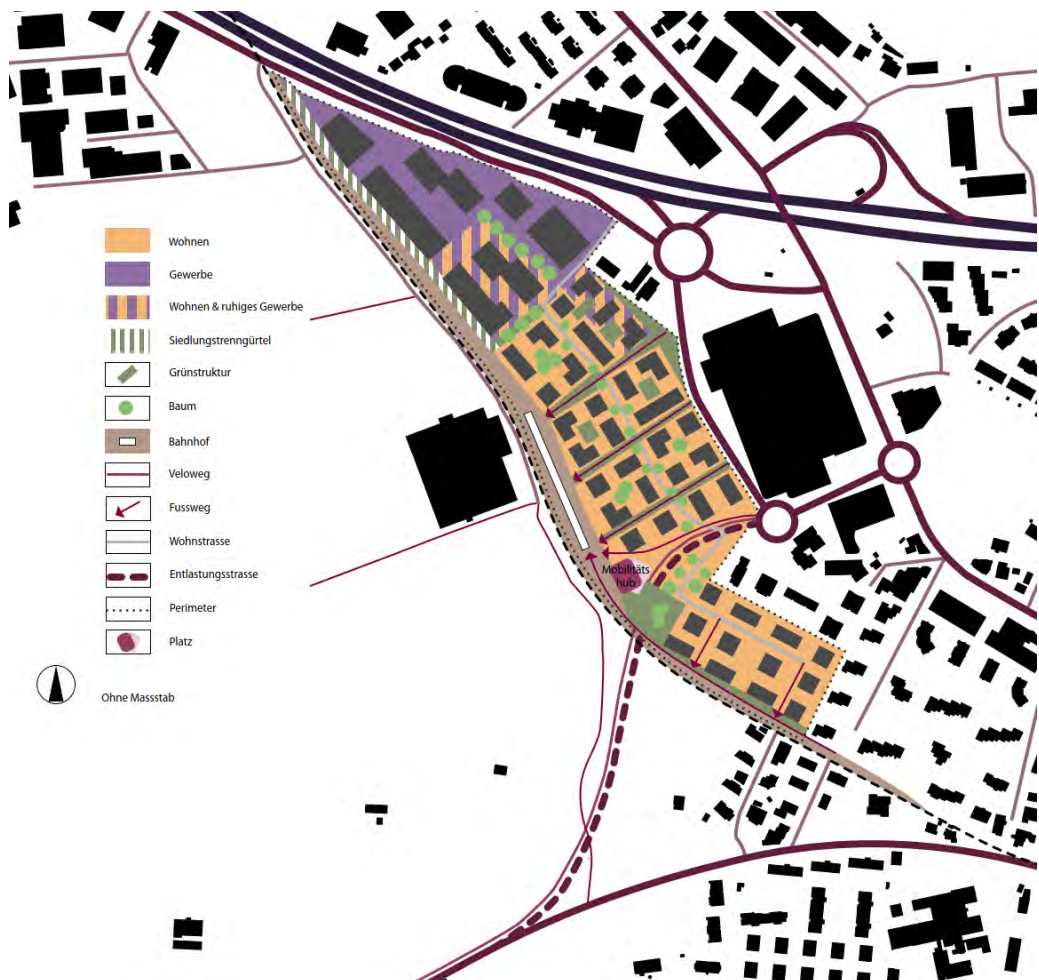 Wohnen
Gewerbe
Wohnen & ruhiges Gewerbe
Siedlungstrenngürtel
Grünstruktur
Baum
Bahnhof
Veloweg
Fussweg
Wohnstrasse
Entlastungsstrasse
Perimeter
Platz
Ohne Massstab
Mobilitäts
hub